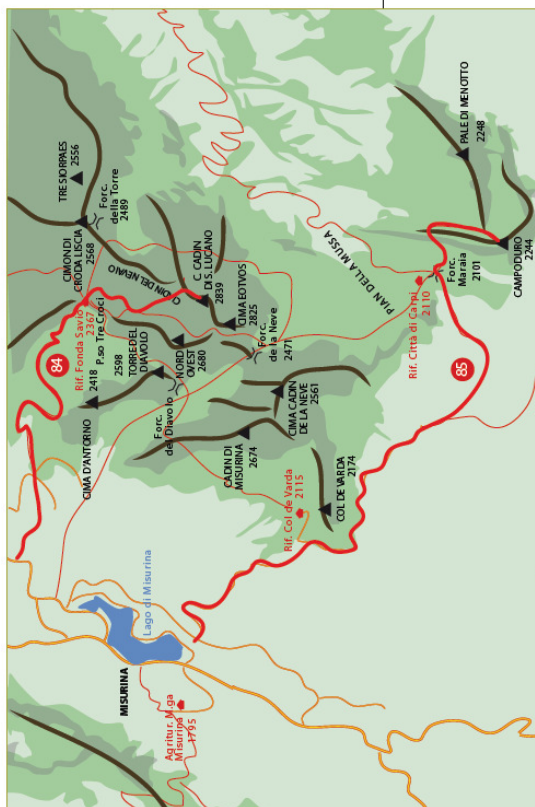 TRE SIORPAES
2556
Forc.
della Torre
2489
CIMON DI
CRODA LISCIA
2568
CIADIN DEL NEVAIO
C. CADIN
DI S. LUCANO
2839
CIMA EOTVOS
2825
Forc.
de la Neve
2471
Rif. Fonda Savio
2367
P.so Tre Croci
2598
TORRE DEL
DIAVOLO
NORD
OVEST
2680
84
2418
CIMA D'ANTORNO
Forc.
del Diavolo
CADIN DI
MISURINA
2674
CIMA CADIN
DE LA NEVE
2561
Rif. Col de Varda
2115
COL DE VARDA
2174
PIAN DELLA MUSSA
PALE DI MENOTTO
2248
Forc.
Maraia
2101
Rif. Città di Carpi
2110
CAMPODURO
2244
85
Lago di Misurina
MISURINA
Agritur. M.ga
Misurina
1795